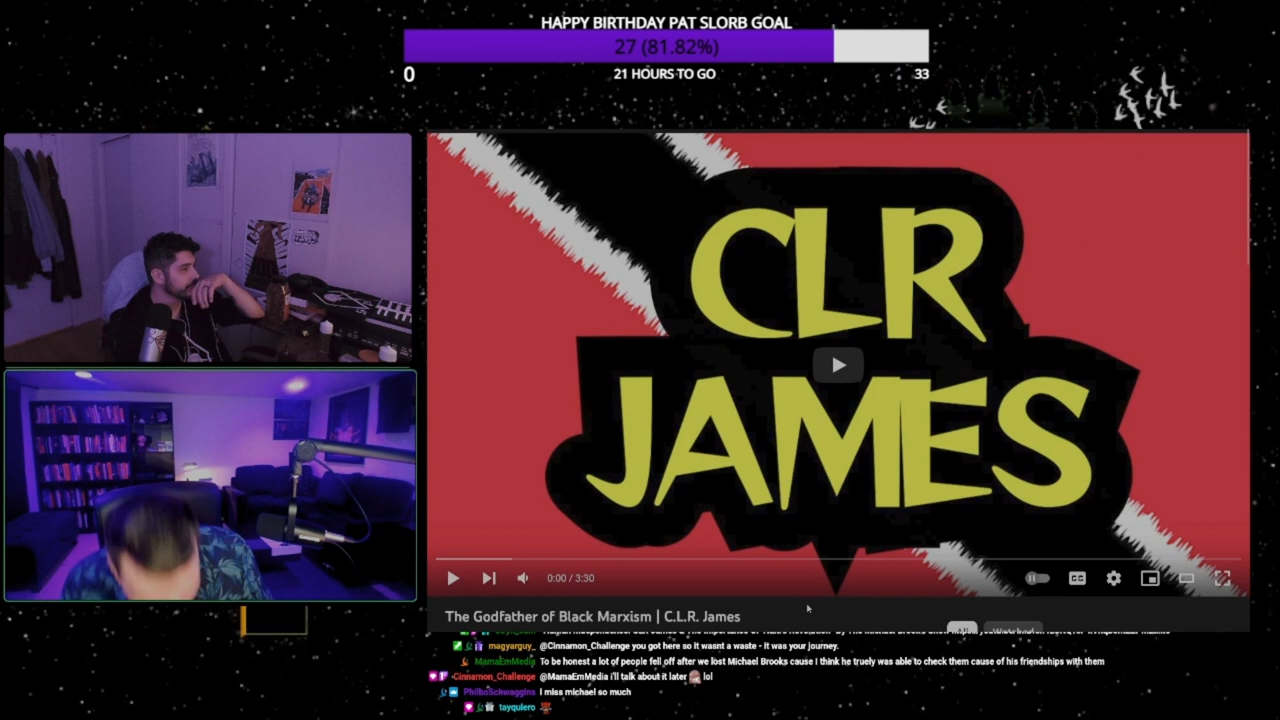 HAPPY BIRTHDAY PAT SLORB GOAL
27 (81.82%)
0
21 HOURS TO GO
33
CLR
JAMES
0:00 / 3:30
CC
The Godfather of Black Marxism | C.L.R. James
All
Watched
magyarguy_ @Cinnamon_Challenge you got here so it wasnt a waste - It was your journey.
MamaEmMedia To be honest a lot of people fell off after we lost Michael Brooks cause I think he truely was able to check them cause of his friendships with them
Cinnamon_Challenge @MamaEmMedia i'll talk about it later lol
PhilboSchwaggins I miss michael so much
tayquiero